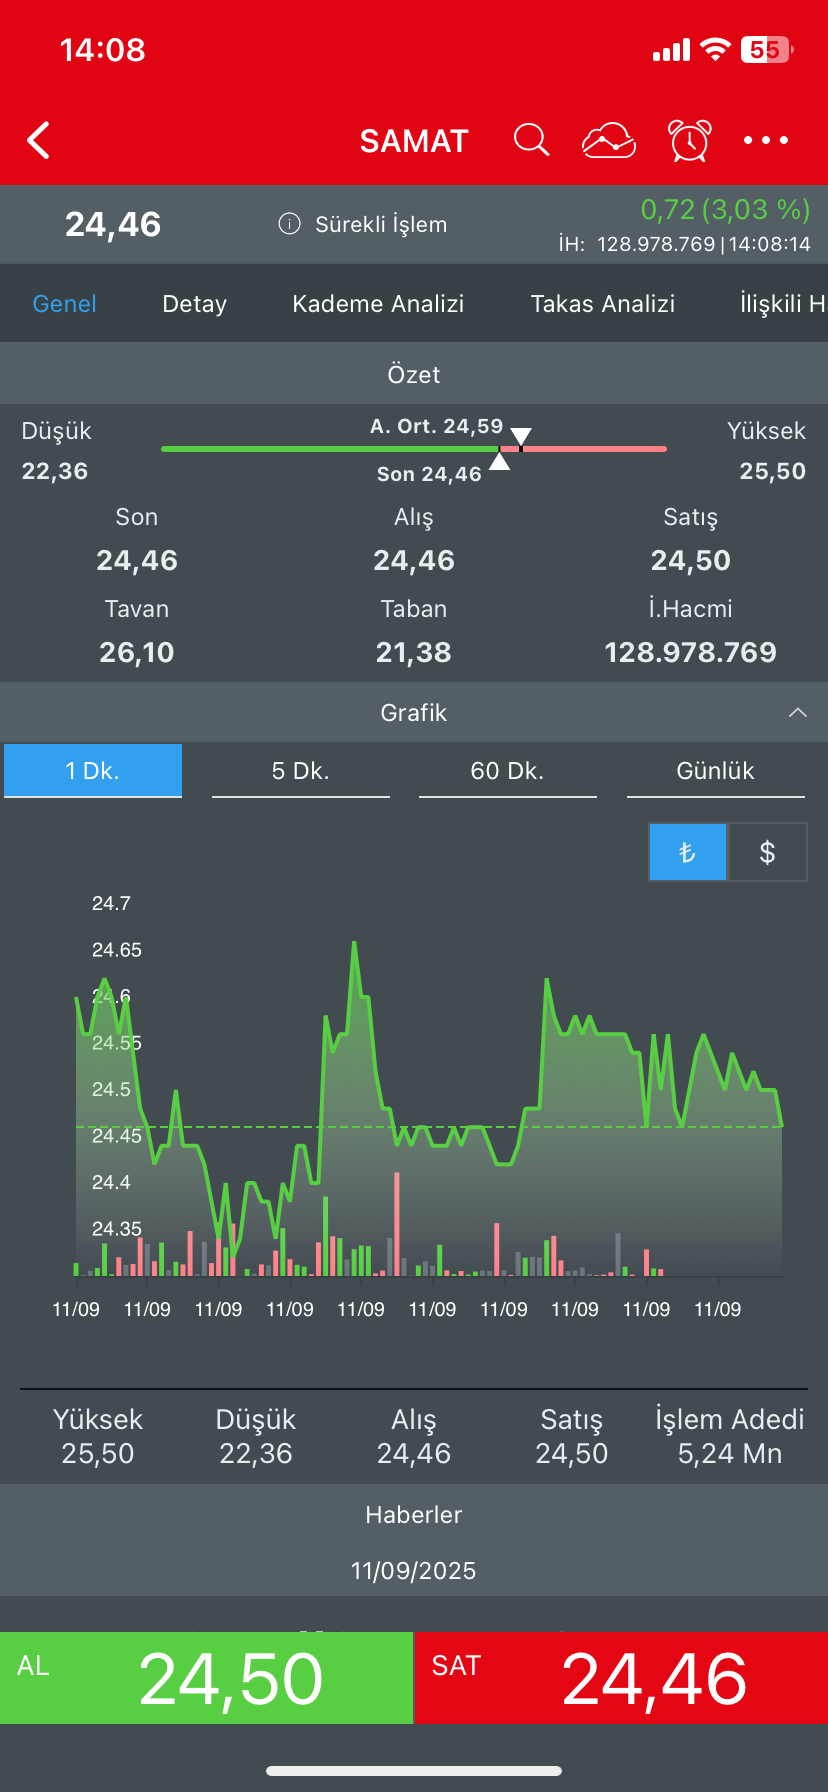 14:08
55
SAMAT
24,46
Sürekli İşlem
0,72 (3,03 %)
İH: 128.978.769 | 14:08:14
Genel Detay Kademe Analizi Takas Analizi İlişkili H
Özet
Düşük A. Ort. 24,59 Yüksek
22,36 Son 24,46 25,50
Son Alış Satış
24,46 24,46 24,50
Tavan Taban İ.Hacmi
26,10 21,38 128.978.769
Grafik
1 Dk. 5 Dk. 60 Dk. Günlük
₺ $
24.7
24.65
24.6
24.55
24.5
24.45
24.4
24.35
11/09 11/09 11/09 11/09 11/09 11/09 11/09 11/09 11/09 11/09
Yüksek Düşük Alış Satış İşlem Adedi
25,50 22,36 24,46 24,50 5,24 Mn
Haberler
11/09/2025
AL 24,50 SAT 24,46